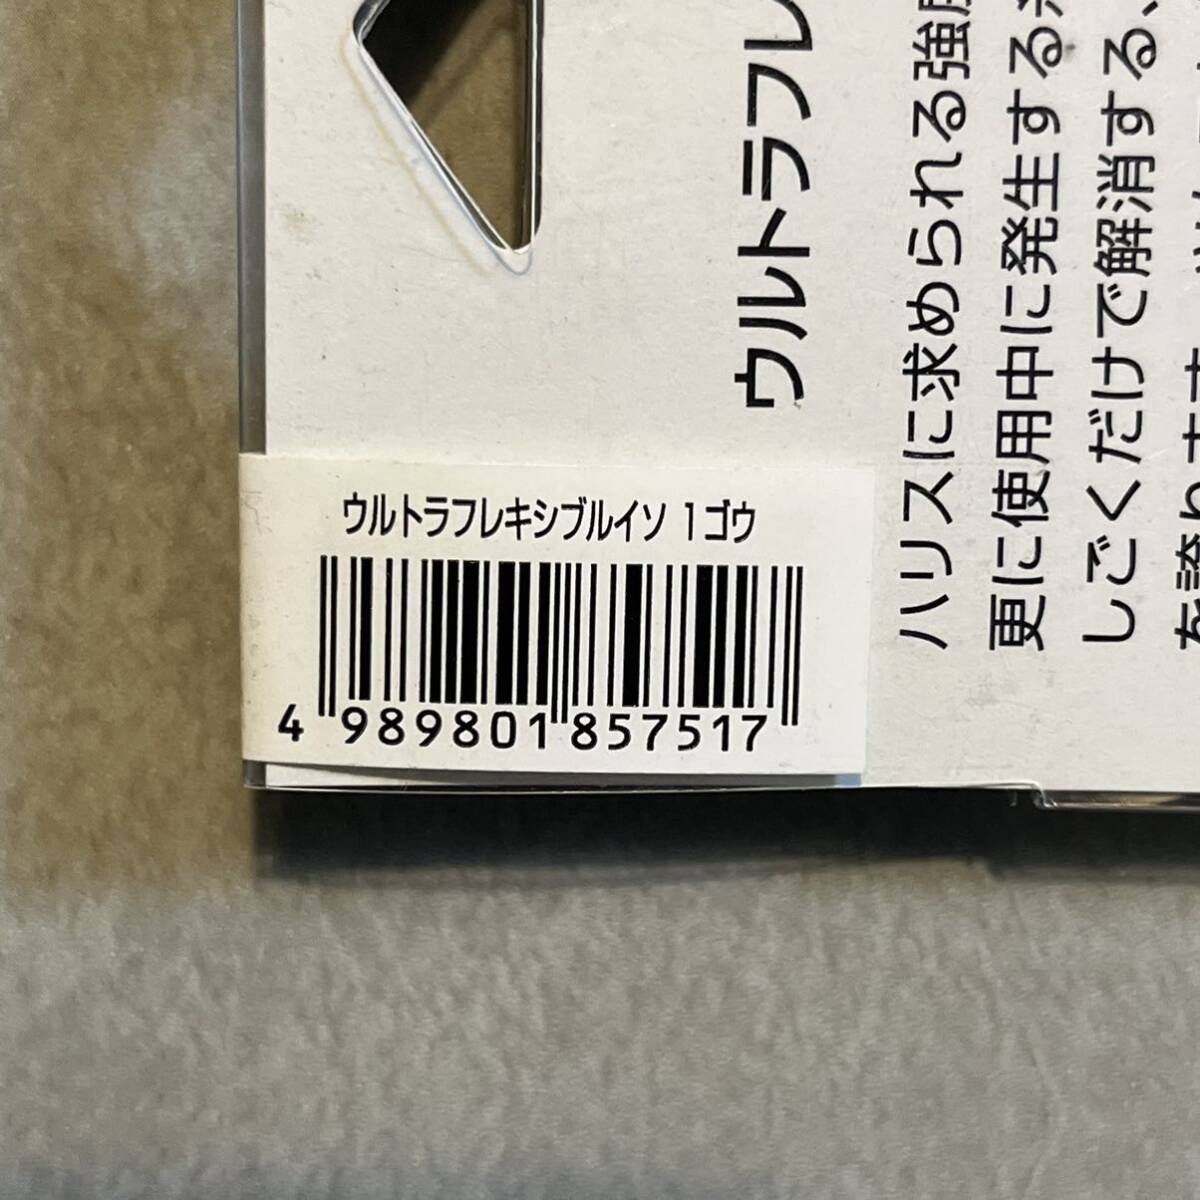 ウルトラフレキシブルイソ 1ゴウ
4 989801 857517
ウルトラフレ
ハリスに求められる強
更に使用中に発生する
しごくだけで解消する、